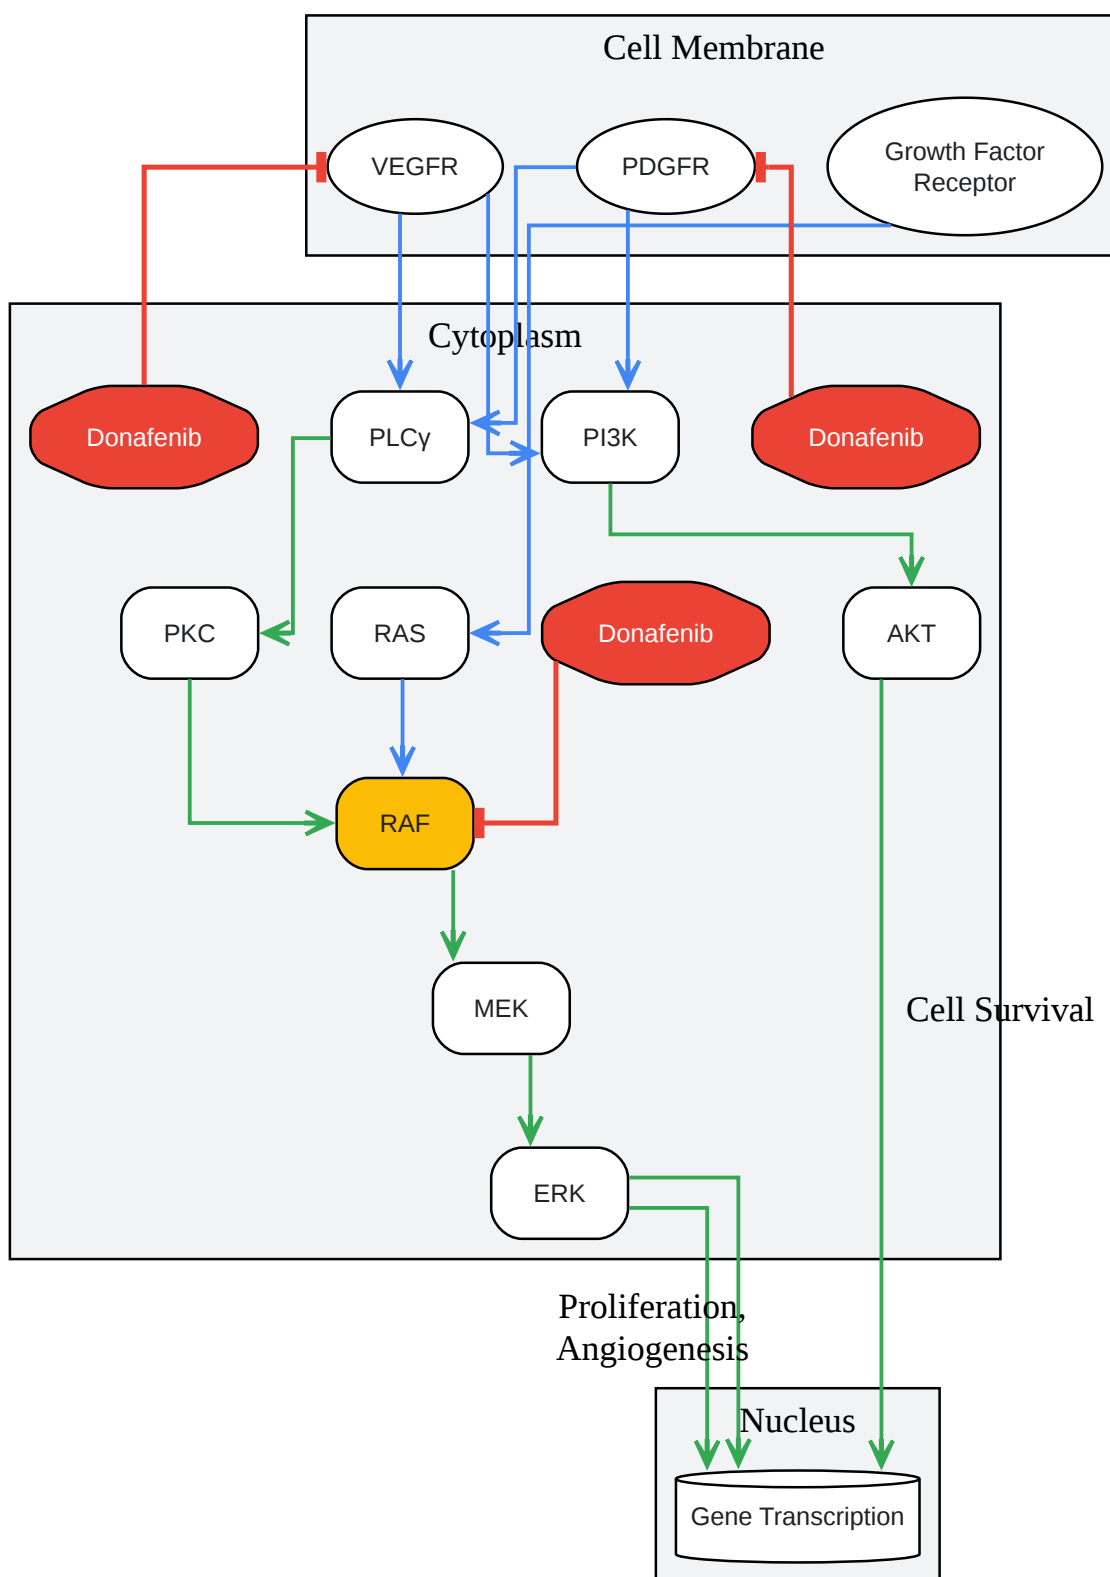 Cell Membrane
VEGFR
PDGFR
Growth Factor
Receptor
Cytoplasm
Donafenib
PLCγ
PI3K
Donafenib
PKC
RAS
Donafenib
AKT
RAF
MEK
Cell Survival
ERK
Proliferation,
Angiogenesis
Nucleus
Gene Transcription